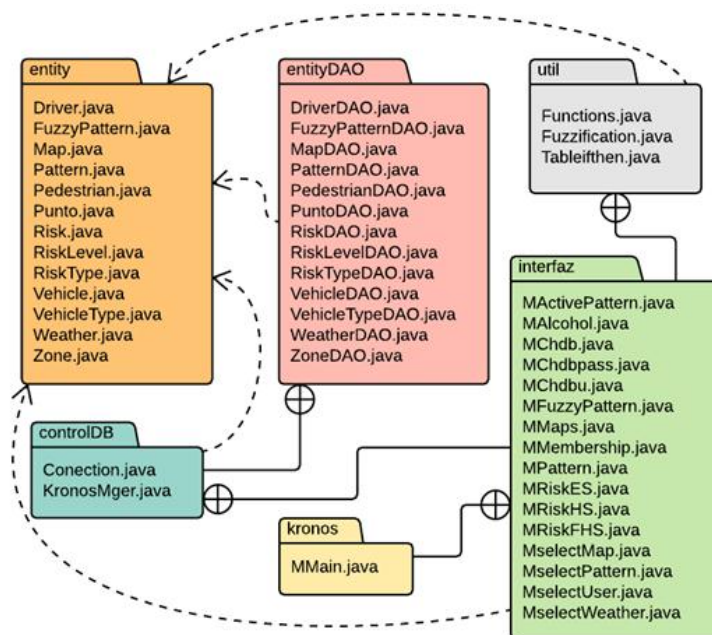 entity
Driver.java
FuzzyPattern.java
Map.java
Pattern.java
Pedestrian.java
Punto.java
Risk.java
RiskLevel.java
RiskType.java
Vehicle.java
VehicleType.java
Weather.java
Zone.java
entityDAO
DriverDAO.java
FuzzyPatternDAO.java
MapDAO.java
PatternDAO.java
PedestrianDAO.java
PuntoDAO.java
RiskDAO.java
RiskLevelDAO.java
RiskTypeDAO.java
VehicleDAO.java
VehicleTypeDAO.java
WeatherDAO.java
ZoneDAO.java
util
Functions.java
Fuzzification.java
Tableifthen.java
interfaz
MActivePattern.java
MAlcohol.java
MChdb.java
MChdbpass.java
MChdbu.java
MFuzzyPattern.java
MMaps.java
MMembership.java
MPattern.java
MRiskES.java
MRiskHS.java
MRiskFHS.java
MselectMap.java
MselectPattern.java
MselectUser.java
MselectWeather.java
controlDB
Conection.java
KronosMger.java
kronos
MMain.java